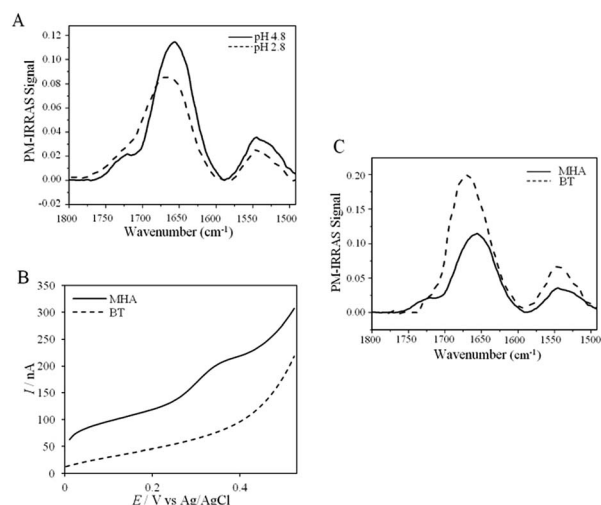 A
PM-IRRAS Signal
0.12
0.10
0.08
0.06
0.04
0.02
0.00
-0.02
pH 4.8
pH 2.8
1800 1750 1700 1650 1600 1550 1500
Wavenumber (cm-1)
B
I / nA
350
300
250
200
150
100
50
0
MHA
BT
0 0.2 0.4
E / V vs Ag/AgCl
C
PM-IRRAS Signal
0.20
0.15
0.10
0.05
0.00
MHA
BT
1800 1750 1700 1650 1600 1550 1500
Wavenumber (cm-1)